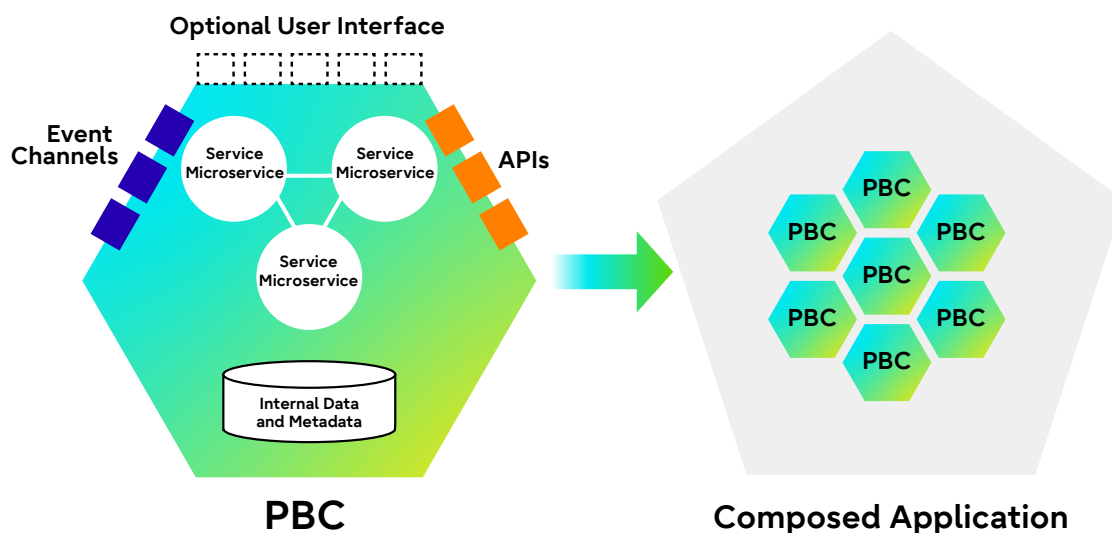 Optional User Interface
Event
Channels
APIs
Service
Microservice
Service
Microservice
Service
Microservice
Internal Data
and Metadata
PBC
PBC
PBC
PBC
PBC
PBC
PBC
PBC
Composed Application